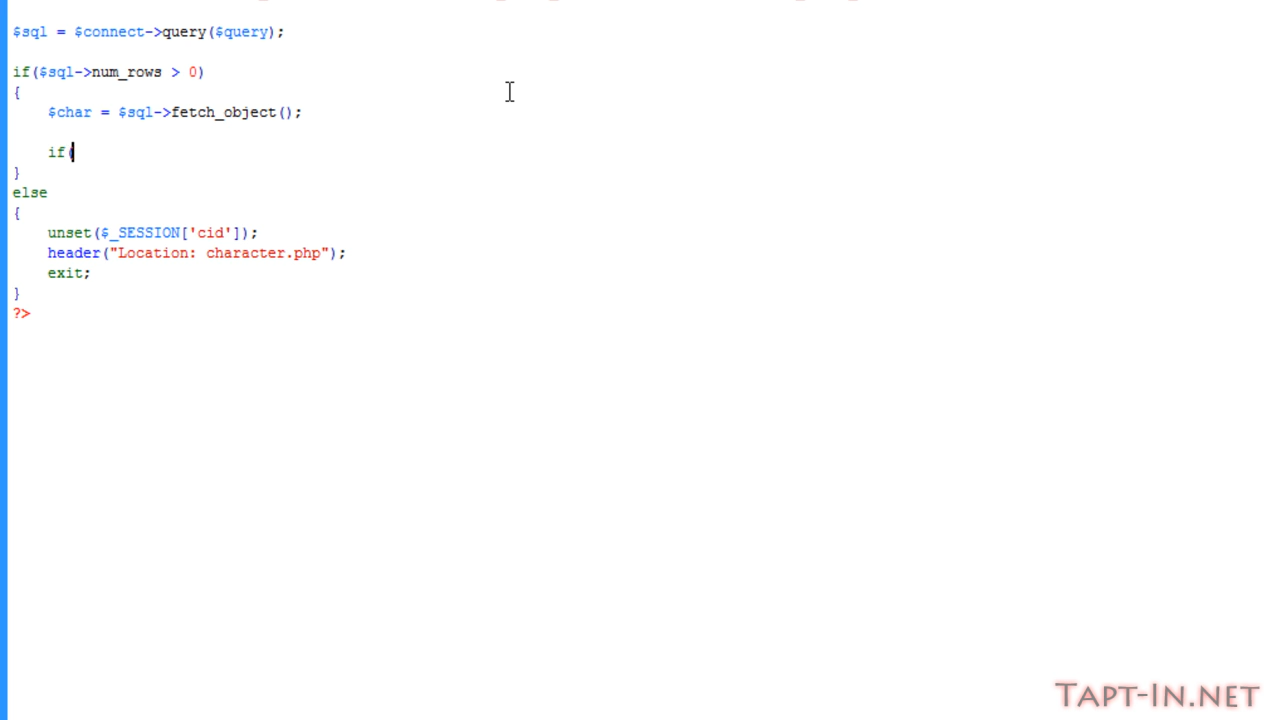 $sql = $connect->query($query);
if($sql->num_rows > 0)
{
$char = $sql->fetch_object();
if(
}
else
{
unset($_SESSION['cid']);
header("Location: character.php");
exit;
}
?>
Tapt-In.net